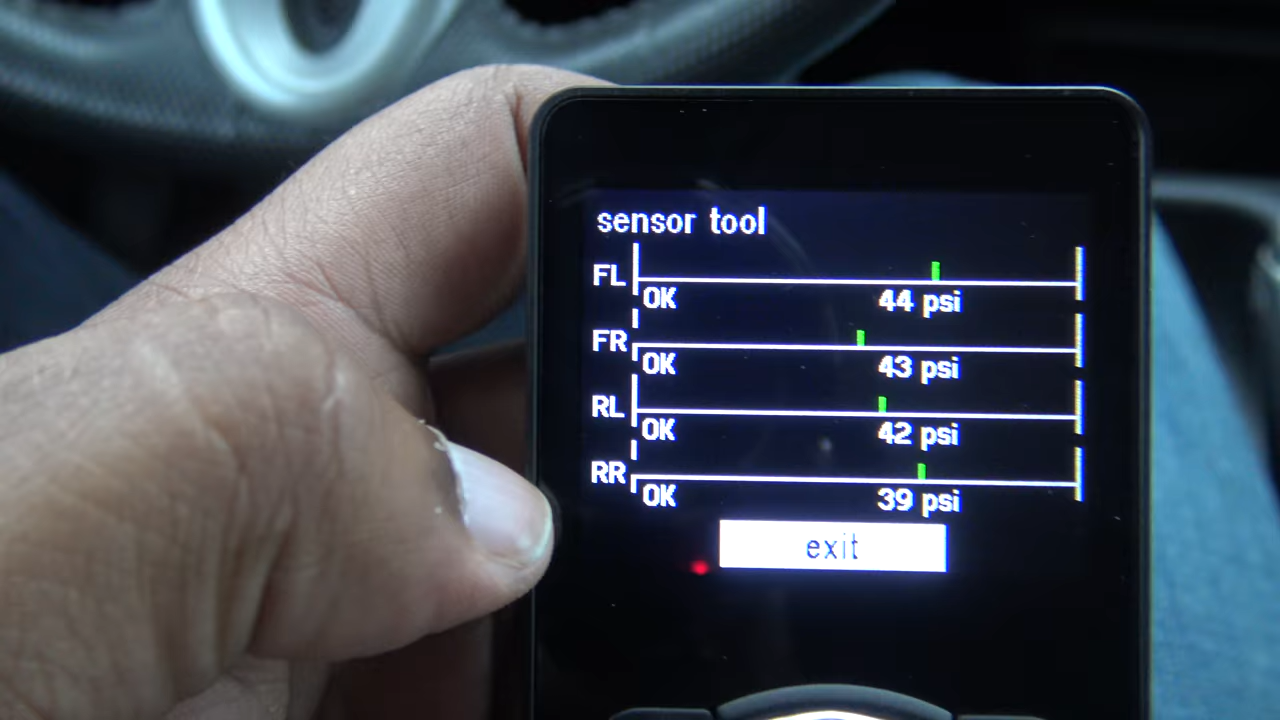 sensor tool
FL
OK 44 psi
FR
OK 43 psi
RL
OK 42 psi
RR
OK 39 psi
exit